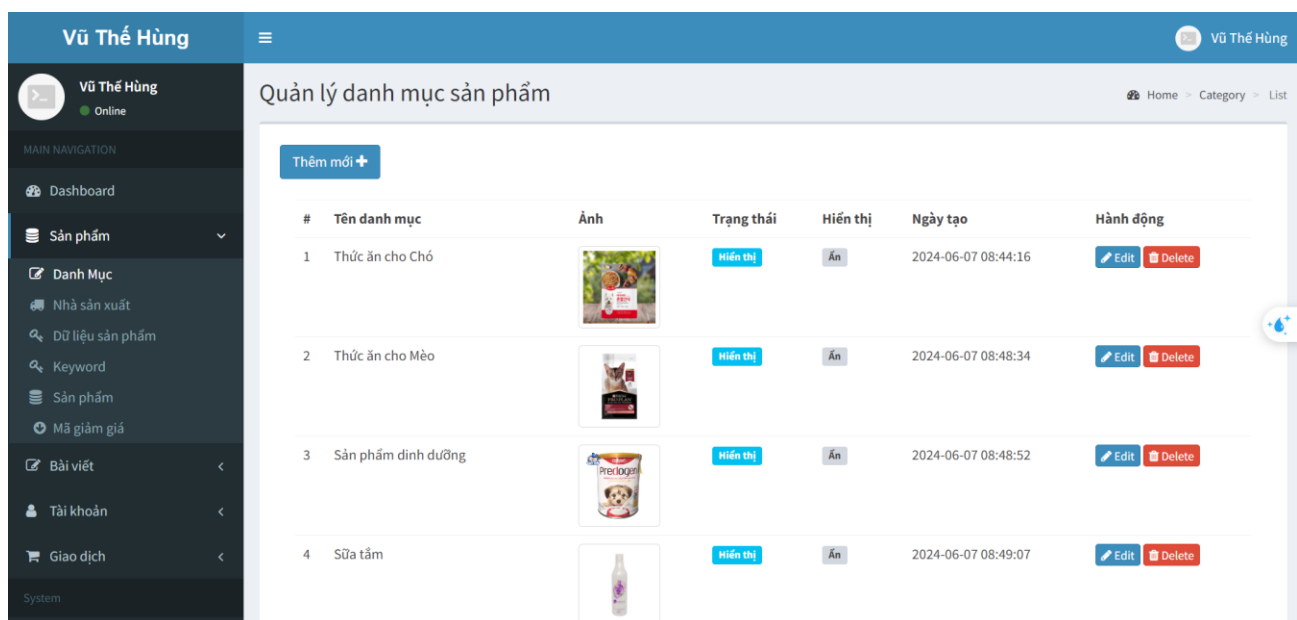 Vũ Thế Hùng
Vũ Thế Hùng
Vũ Thế Hùng
Online
MAIN NAVIGATION
Dashboard
Sản phẩm
Danh Mục
Nhà sản xuất
Dữ liệu sản phẩm
Keyword
Sản phẩm
Mã giảm giá
Bài viết
Tài khoản
Giao dịch
System
Quản lý danh mục sản phẩm
Home > Category > List
Thêm mới
# Tên danh mục Ảnh Trạng thái Hiển thị Ngày tạo Hành động
1 Thức ăn cho Chó Hiển thị Ẩn 2024-06-07 08:44:16 Edit Delete
2 Thức ăn cho Mèo Hiển thị Ẩn 2024-06-07 08:48:34 Edit Delete
PRO PLAN
3 Sản phẩm dinh dưỡng Hiển thị Ẩn 2024-06-07 08:48:52 Edit Delete
Predogen
4 Sữa tắm Hiển thị Ẩn 2024-06-07 08:49:07 Edit Delete